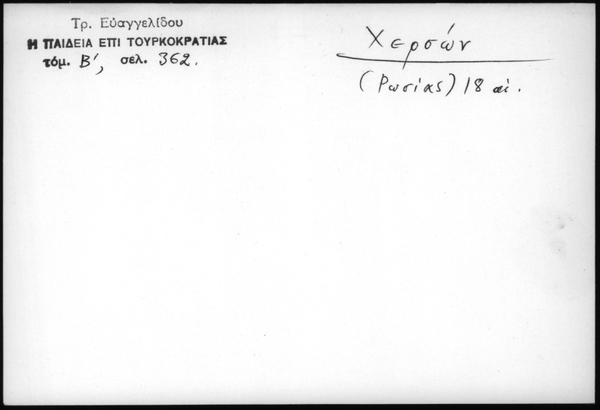 Τρ. Εὐαγγελίδου
Η ΠΑΙΔΕΙΑ ΕΠΙ ΤΟΥΡΚΟΚΡΑΤΙΑΣ
τόμ. Β', σελ. 362.
Χερσών
(Ρωσίας) 18 αἰ.